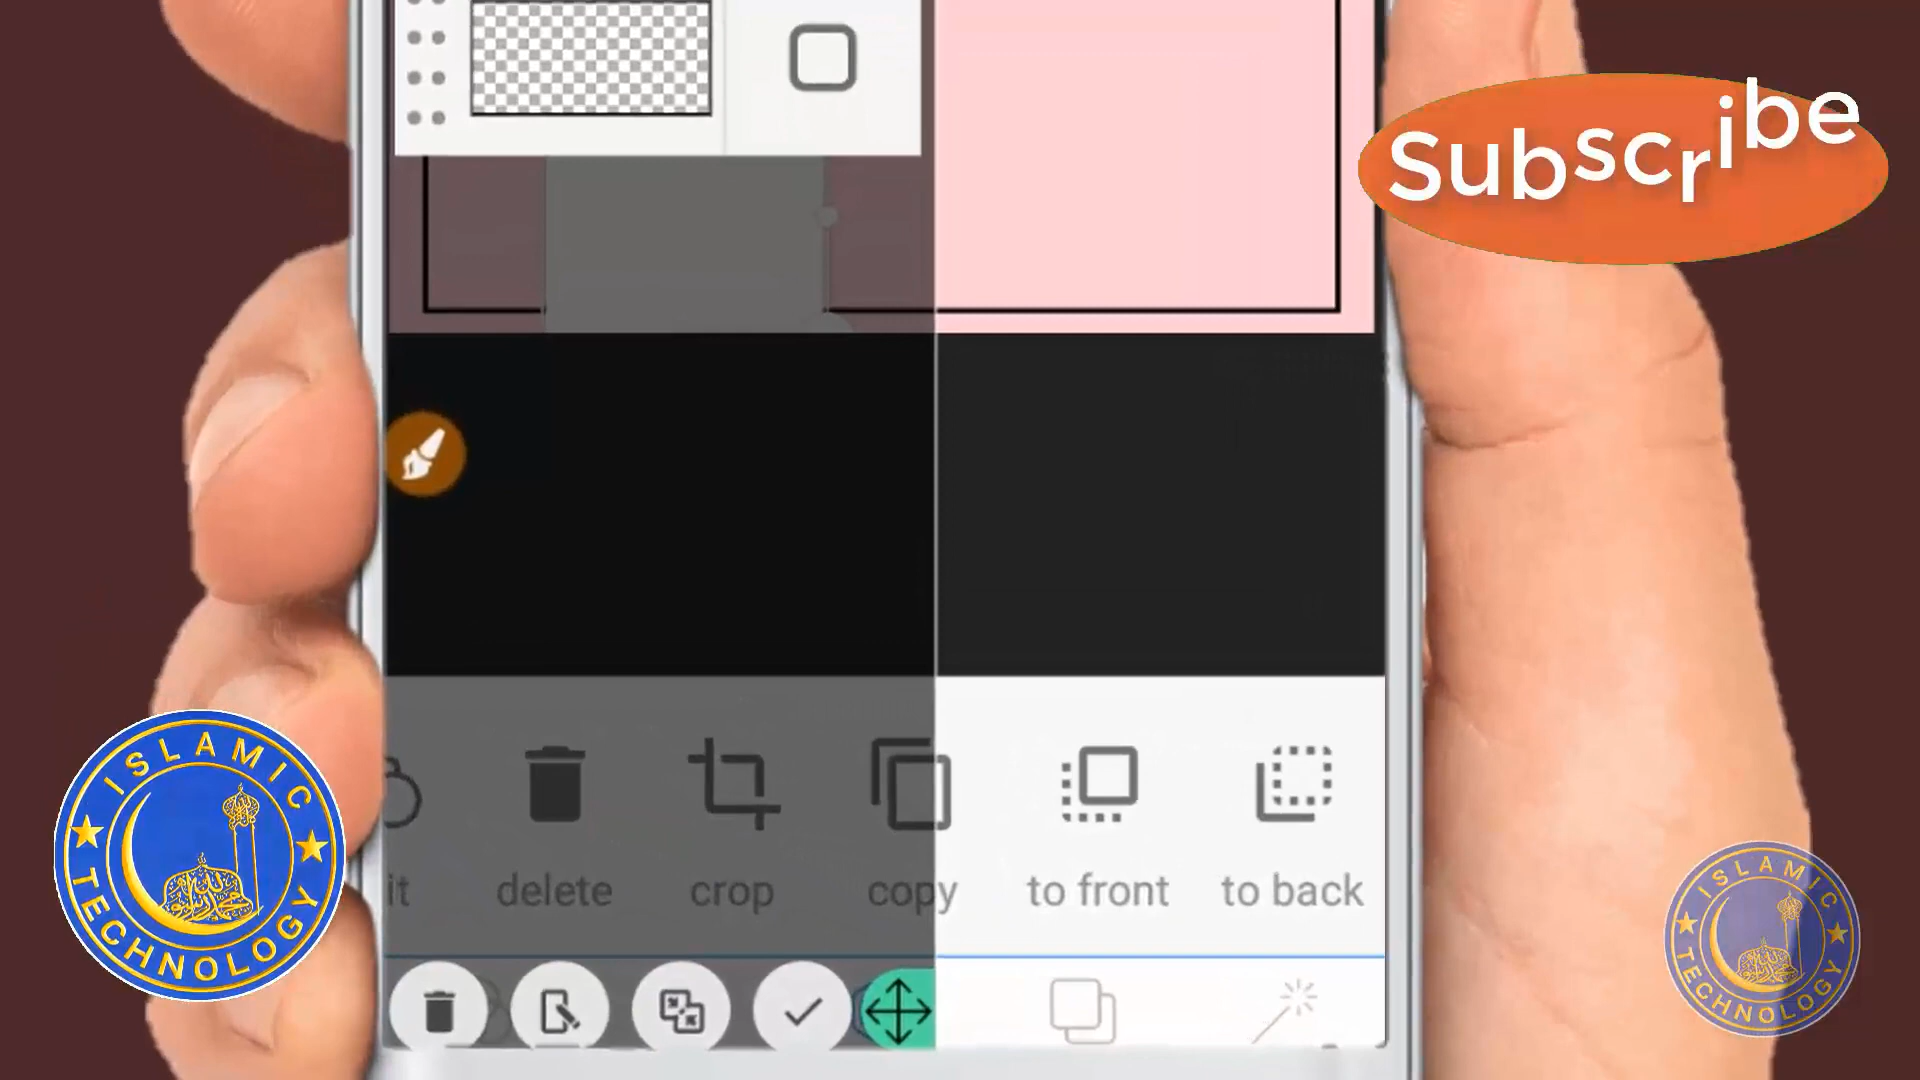 Subscribe
it
delete
crop
copy
to front
to back
ISLAMIC
TECHNOLOGY
ISLAMIC
TECHNOLOGY